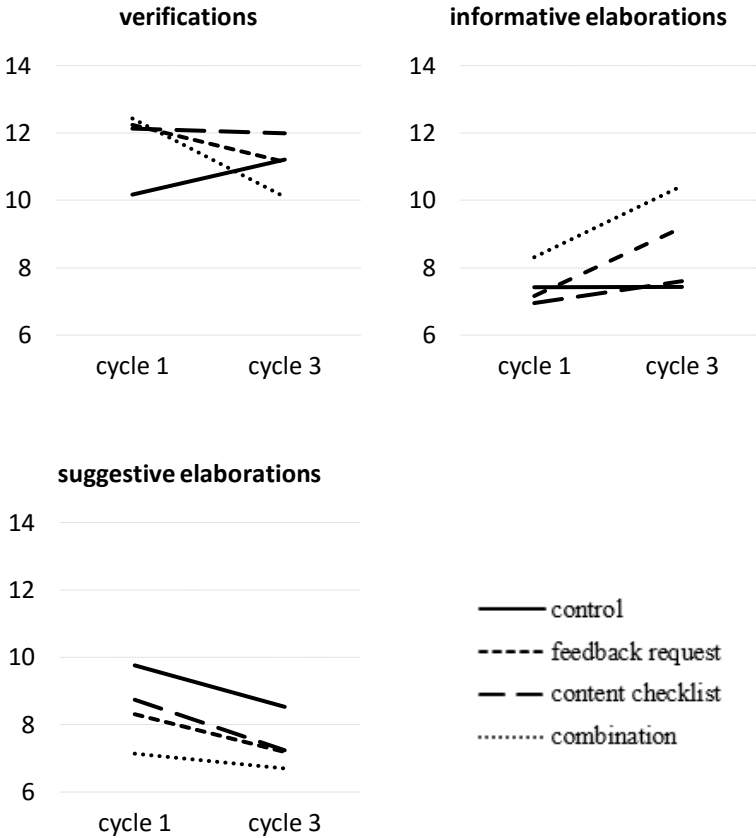 verifications
14
12
10
8
6
cycle 1 cycle 3
informative elaborations
14
12
10
8
6
cycle 1 cycle 3
suggestive elaborations
14
12
10
8
6
cycle 1 cycle 3
control
feedback request
content checklist
combination